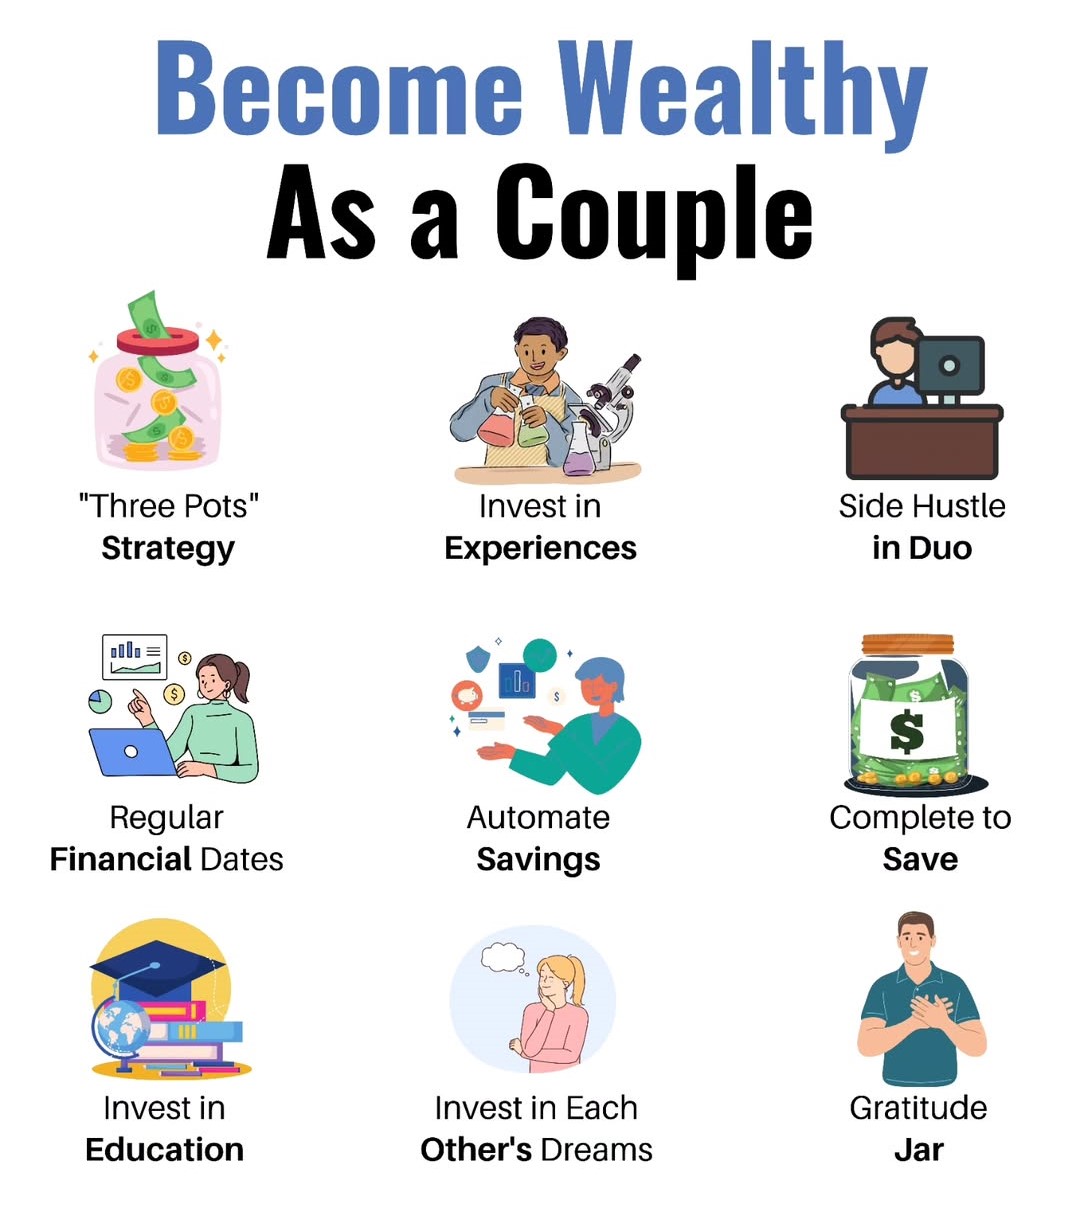 Become Wealthy
As a Couple
"Three Pots"
Strategy
Invest in
Experiences
Side Hustle
in Duo
Regular
Financial Dates
Automate
Savings
Complete to
Save
$
Invest in
Education
Invest in Each
Other's Dreams
Gratitude
Jar